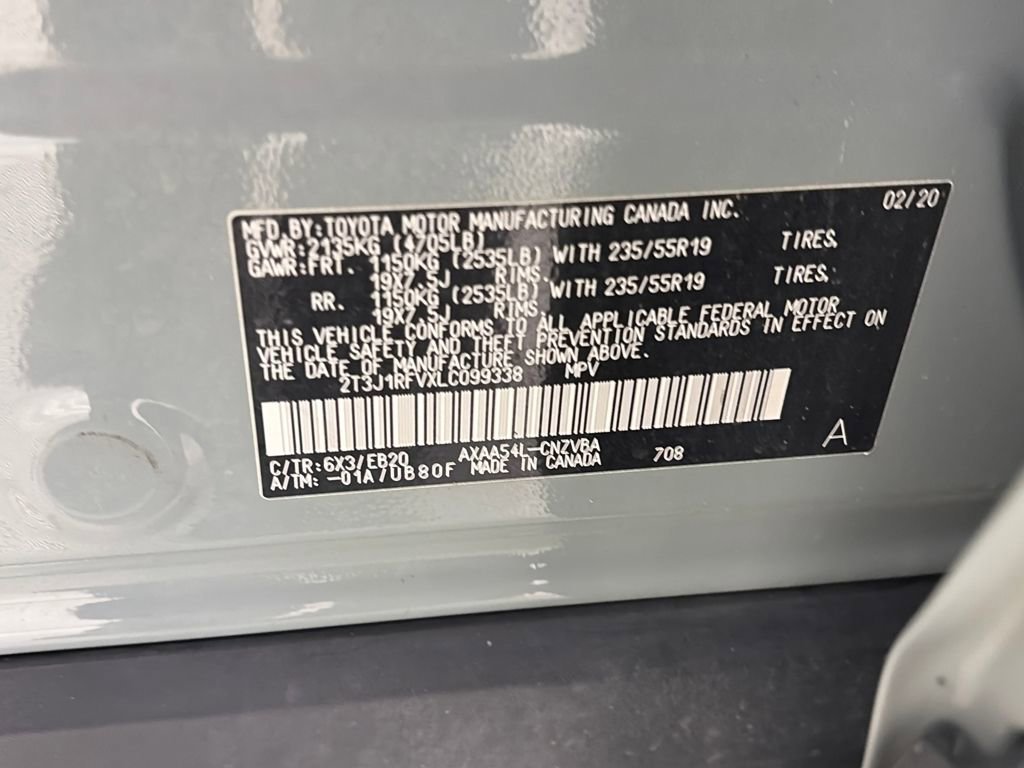 02/20
MFD.BY:TOYOTA MOTOR MANUFACTURING CANADA INC.
GVWR:2135KG (4705LB)
GAWR:FRT. 1150KG (2535LB) WITH 235/55R19 TIRES,
19X7.5J RIMS.
RR. 1150KG (2535LB) WITH 235/55R19 TIRES,
19X7.5J RIMS
THIS VEHICLE CONFORMS TO ALL APPLICABLE FEDERAL MOTOR
VEHICLE SAFETY AND THEFT PREVENTION STANDARDS IN EFFECT ON
THE DATE OF MANUFACTURE SHOWN ABOVE.
2T3J1RFVXLC099338 MPV
C/TR:6X3/EB20 AXAA54L-CNZVBA 708 A
A/TM:-01A/UB80F MADE IN CANADA